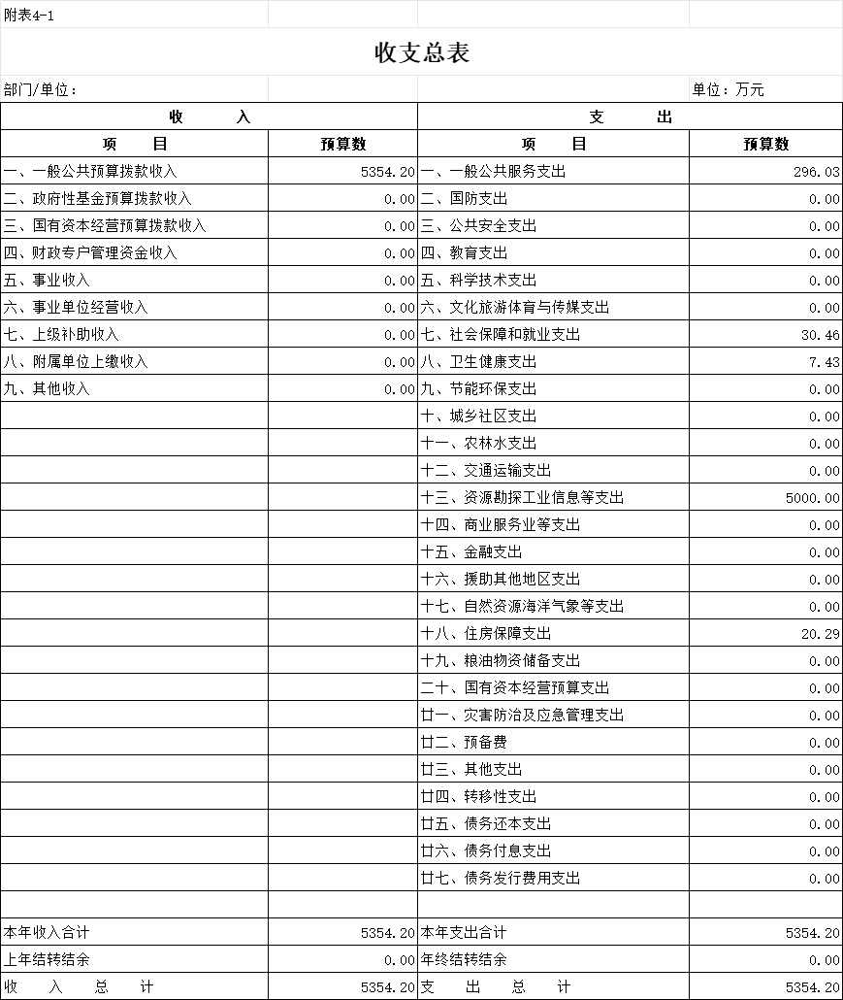 附表4-1
收支总表
部门/单位： 单位：万元
收 入 支 出
项 目 预算数 项 目 预算数
一、一般公共预算拨款收入 5354.20 一、一般公共服务支出 296.03
二、政府性基金预算拨款收入 0.00 二、国防支出 0.00
三、国有资本经营预算拨款收入 0.00 三、公共安全支出 0.00
四、财政专户管理资金收入 0.00 四、教育支出 0.00
五、事业收入 0.00 五、科学技术支出 0.00
六、事业单位经营收入 0.00 六、文化旅游体育与传媒支出 0.00
七、上级补助收入 0.00 七、社会保障和就业支出 30.46
八、附属单位上缴收入 0.00 八、卫生健康支出 7.43
九、其他收入 0.00 九、节能环保支出 0.00
十、城乡社区支出 0.00
十一、农林水支出 0.00
十二、交通运输支出 0.00
十三、资源勘探工业信息等支出 5000.00
十四、商业服务业等支出 0.00
十五、金融支出 0.00
十六、援助其他地区支出 0.00
十七、自然资源海洋气象等支出 0.00
十八、住房保障支出 20.29
十九、粮油物资储备支出 0.00
二十、国有资本经营预算支出 0.00
廿一、灾害防治及应急管理支出 0.00
廿二、预备费 0.00
廿三、其他支出 0.00
廿四、转移性支出 0.00
廿五、债务还本支出 0.00
廿六、债务付息支出 0.00
廿七、债务发行费用支出 0.00
本年收入合计 5354.20 本年支出合计 5354.20
上年结转结余 0.00 年终结转结余 0.00
收 入 总 计 5354.20 支 出 总 计 5354.20